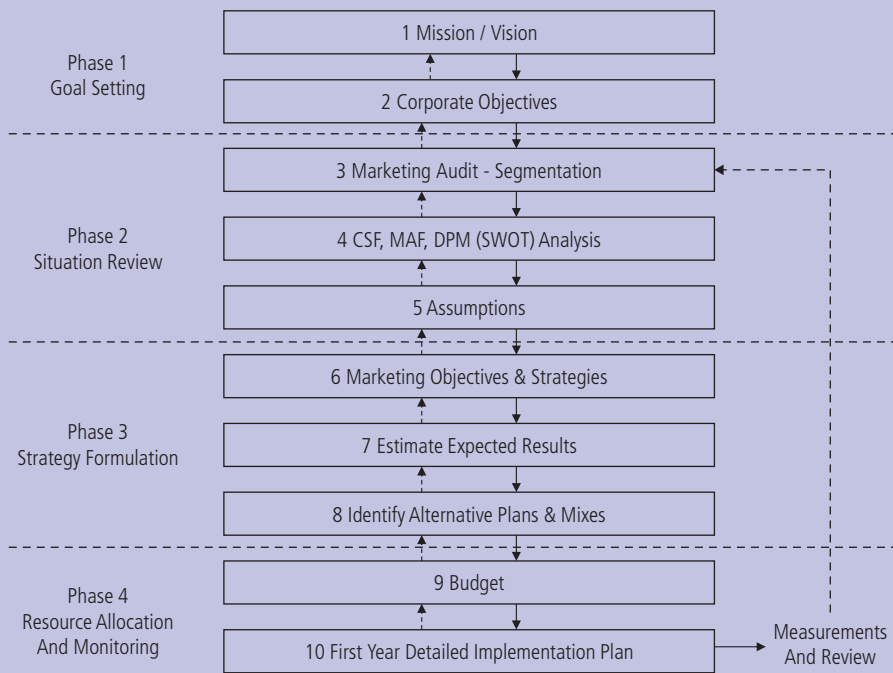 1 Mission / Vision
Phase 1
Goal Setting
2 Corporate Objectives
3 Marketing Audit - Segmentation
Phase 2
Situation Review
4 CSF, MAF, DPM (SWOT) Analysis
5 Assumptions
6 Marketing Objectives & Strategies
Phase 3
Strategy Formulation
7 Estimate Expected Results
8 Identify Alternative Plans & Mixes
Phase 4
Resource Allocation
And Monitoring
9 Budget
10 First Year Detailed Implementation Plan
Measurements
And Review